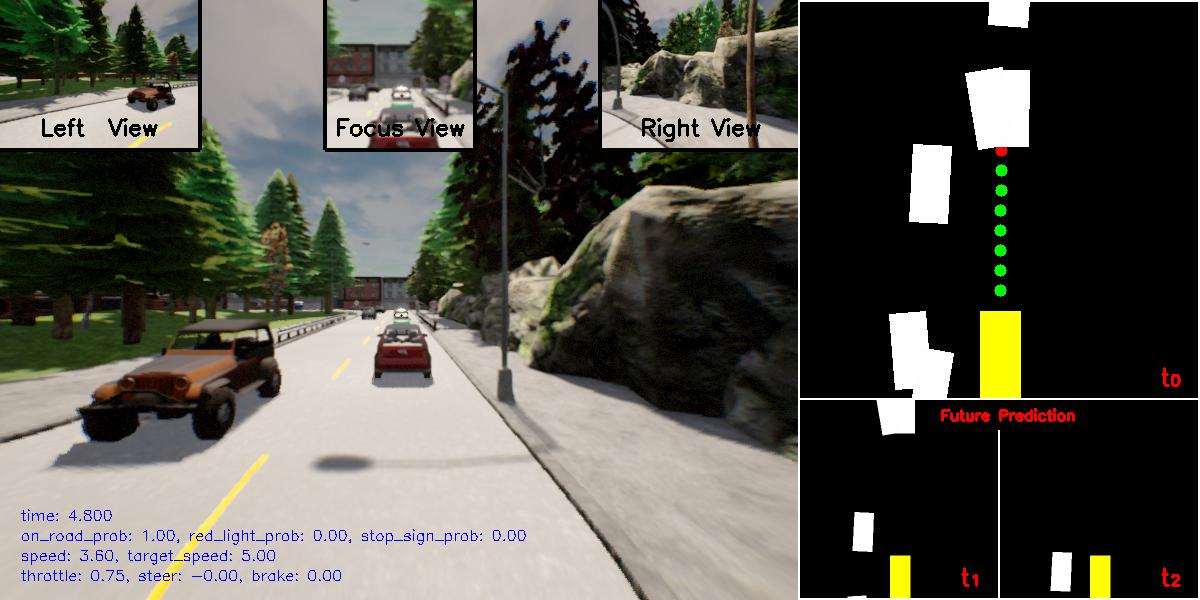 Left View
Focus View
Right View
t0
Future Prediction
t1
t2
time: 4.800
on_road_prob: 1.00, red_light_prob: 0.00, stop_sign_prob: 0.00
speed: 3.60, target_speed: 5.00
throttle: 0.75, steer: -0.00, brake: 0.00